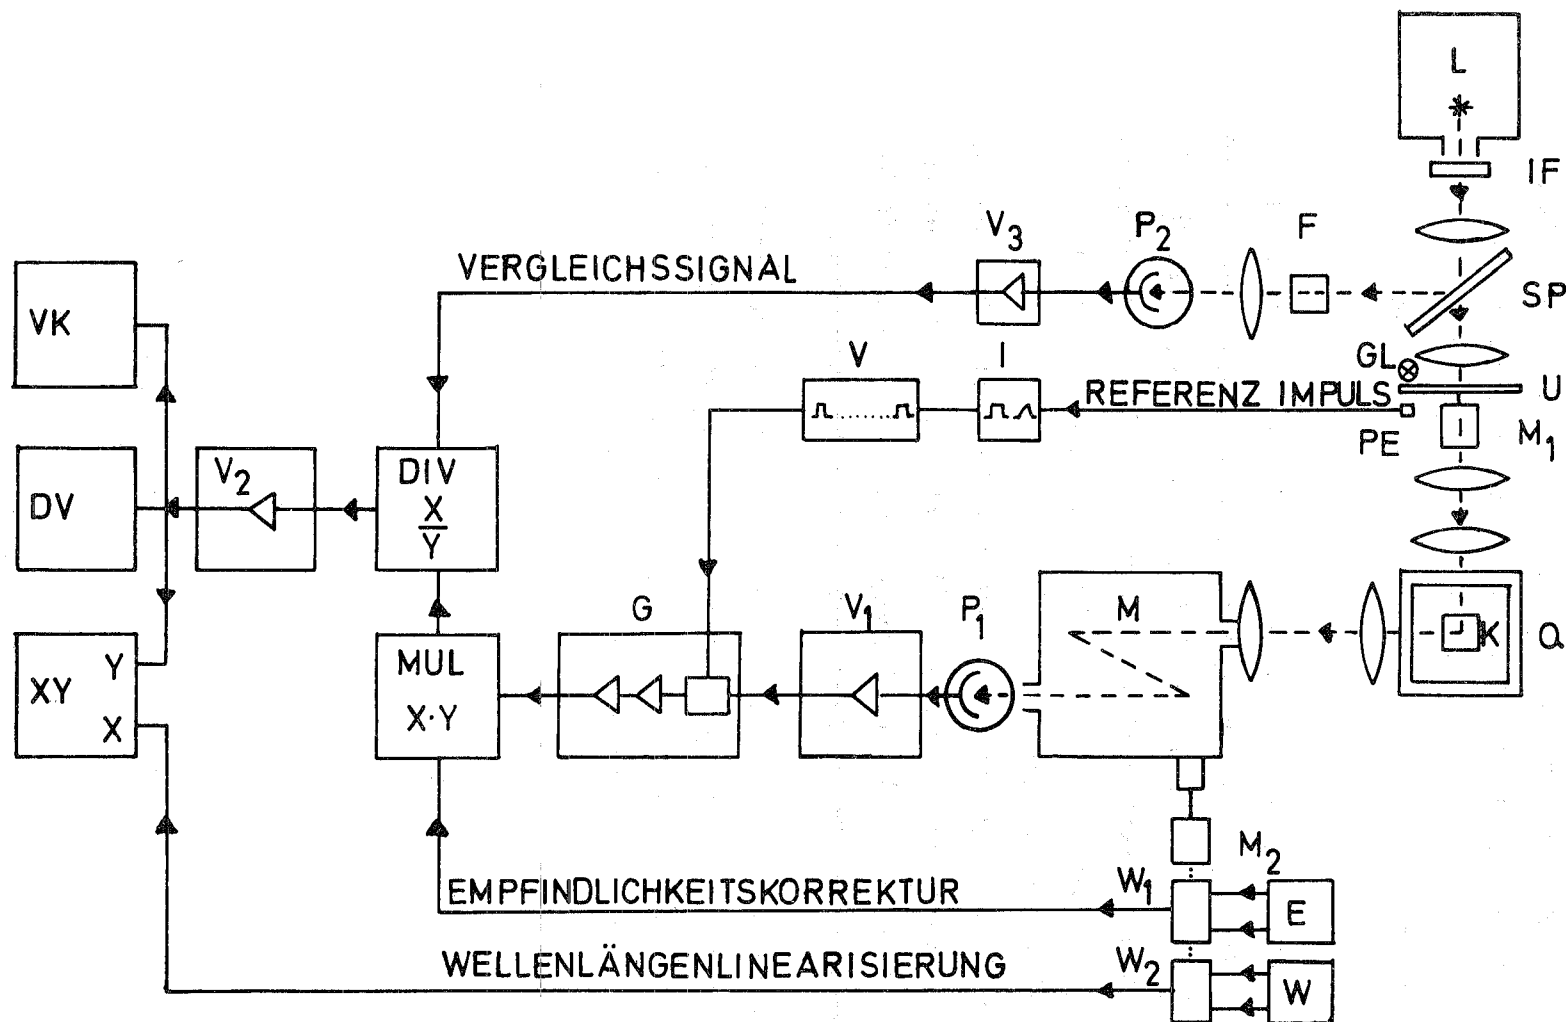 L
IF
F
P2
V3
VERGLEICHSSIGNAL
SP
VK
GL
V
I
REFERENZ IMPULS
U
PE
M1
V2
DIV
X
Y
DV
G
V1
P1
M
K
Q
MUL
X·Y
XY
Y
X
M2
EMPFINDLICHKEITSKORREKTUR
W1
E
WELLENLÄNGENLINEARISIERUNG
W2
W